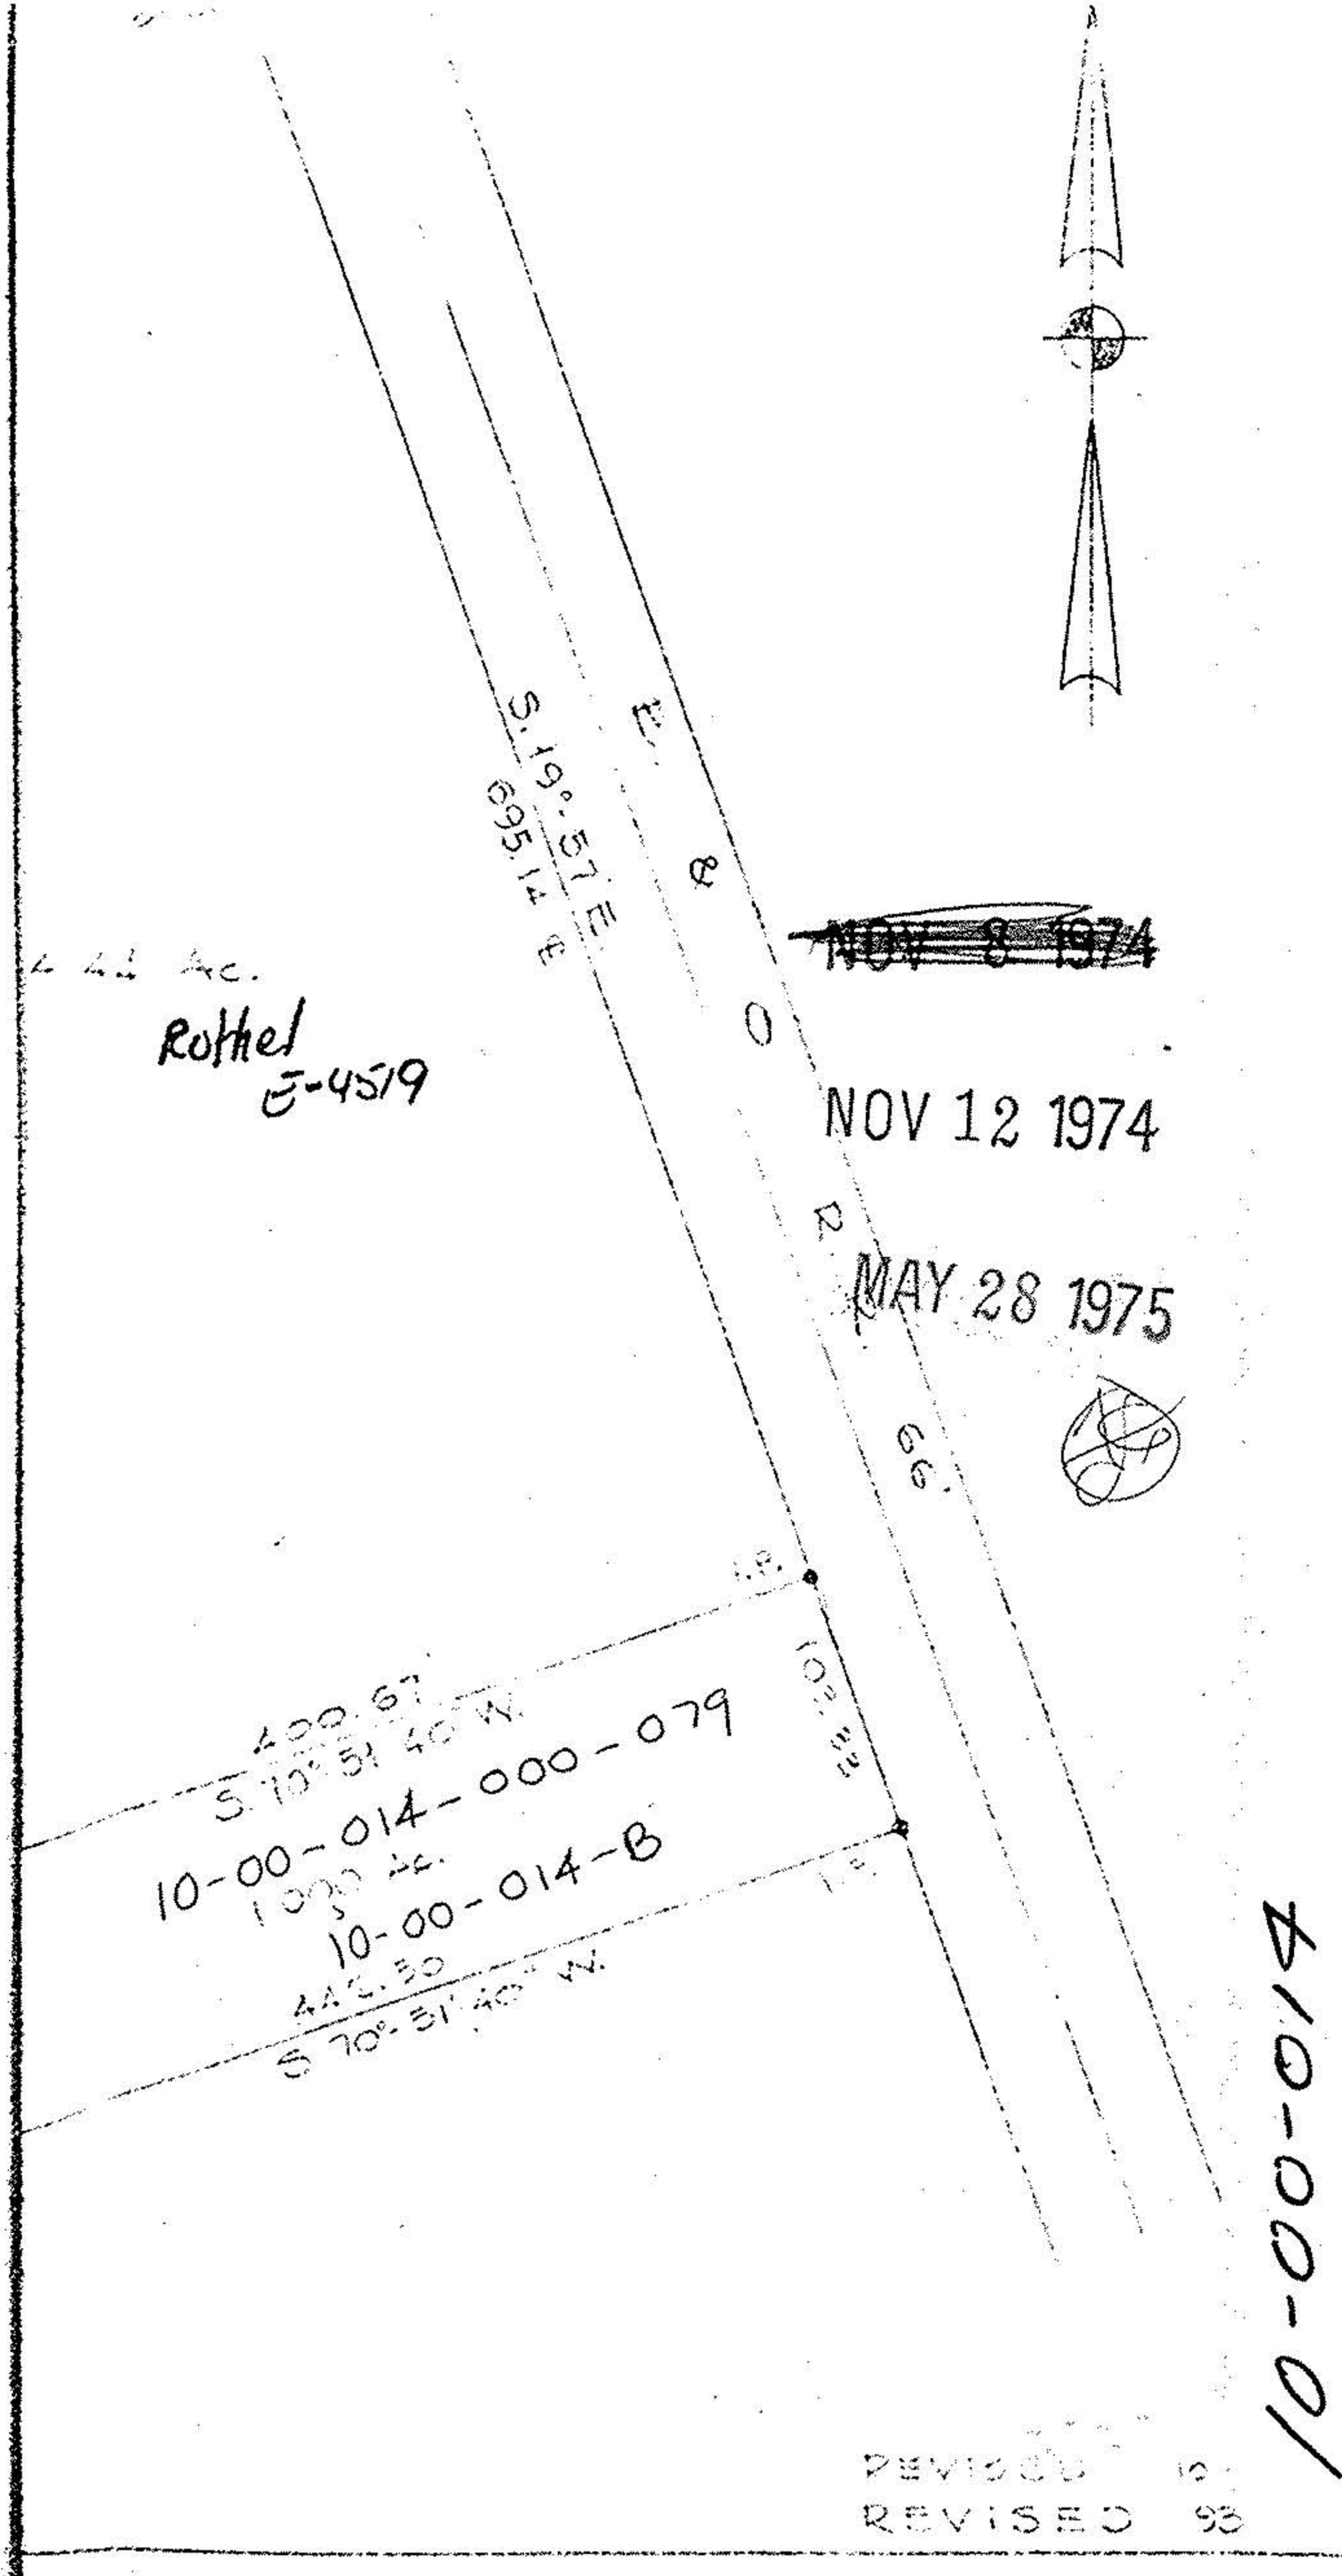 S. 19°-57' E
695.14
E.
&
O
R
66'
NOV 8 1974
Ac.
Rothel
E-4519
NOV 12 1974
MAY 28 1975
I.P.
400.67
S. 70° 51' 40" W.
10-00-014-000-079
1.000 Ac.
10-00-014-B
I.P.
S 70°-51' 40" W.
10-00-014
REVISED
REVISED 93